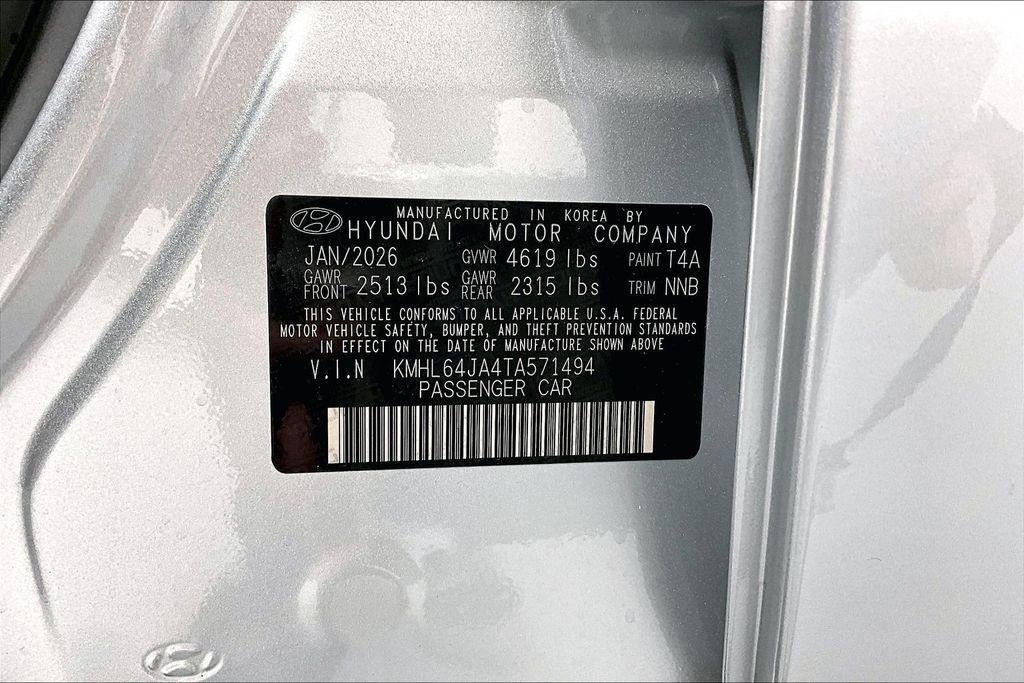 MANUFACTURED IN KOREA BY
HYUNDAI MOTOR COMPANY
JAN/2026 GVWR 4619 lbs PAINT T4A
GAWR FRONT 2513 lbs GAWR REAR 2315 lbs TRIM NNB
THIS VEHICLE CONFORMS TO ALL APPLICABLE U.S.A. FEDERAL
MOTOR VEHICLE SAFETY, BUMPER, AND THEFT PREVENTION STANDARDS
IN EFFECT ON THE DATE OF MANUFACTURE SHOWN ABOVE
V.I.N KMHL64JA4TA571494
PASSENGER CAR